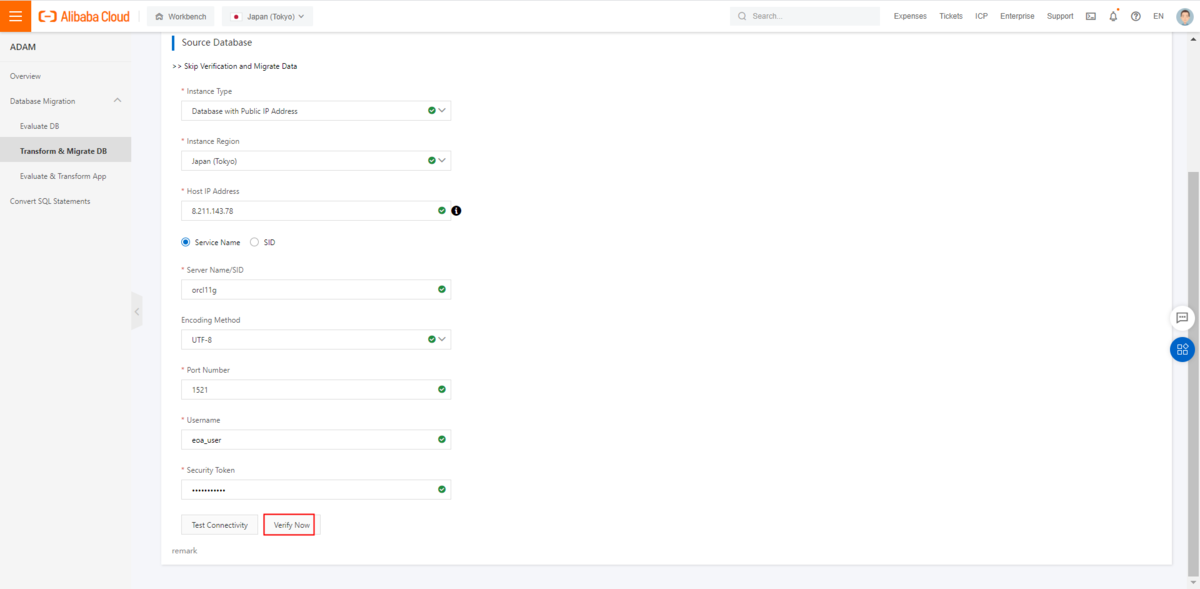 Alibaba Cloud
Workbench
Japan (Tokyo)
Search...
Expenses
Tickets
ICP
Enterprise
Support
EN
ADAM
Overview
Database Migration
Evaluate DB
Transform & Migrate DB
Evaluate & Transform App
Convert SQL Statements
Source Database
>> Skip Verification and Migrate Data
* Instance Type
Database with Public IP Address
* Instance Region
Japan (Tokyo)
* Host IP Address
8.211.143.78
Service Name
SID
* Server Name/SID
orcl11g
Encoding Method
UTF-8
* Port Number
1521
* Username
eoa_user
* Security Token
•••••••••••
Test Connectivity
Verify Now
remark